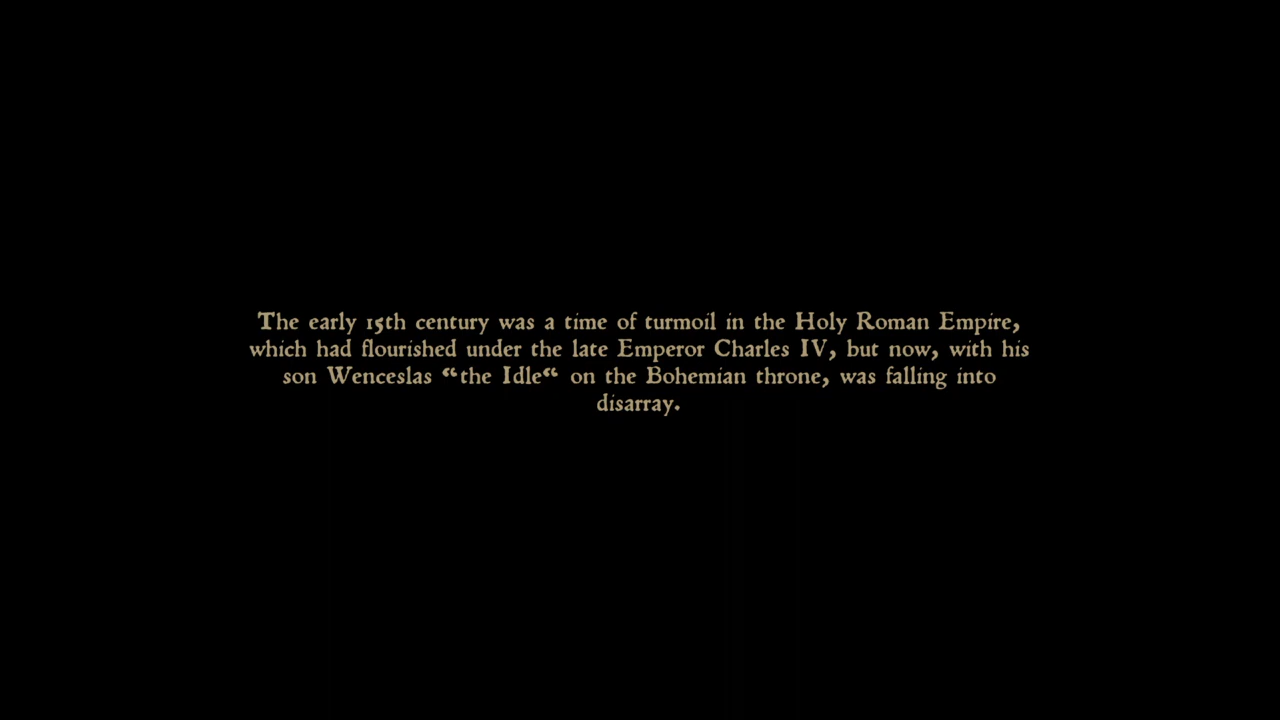 The early 15th century was a time of turmoil in the Holy Roman Empire,
which had flourished under the late Emperor Charles IV, but now, with his
son Wenceslas “the Idle“ on the Bohemian throne, was falling into
disarray.